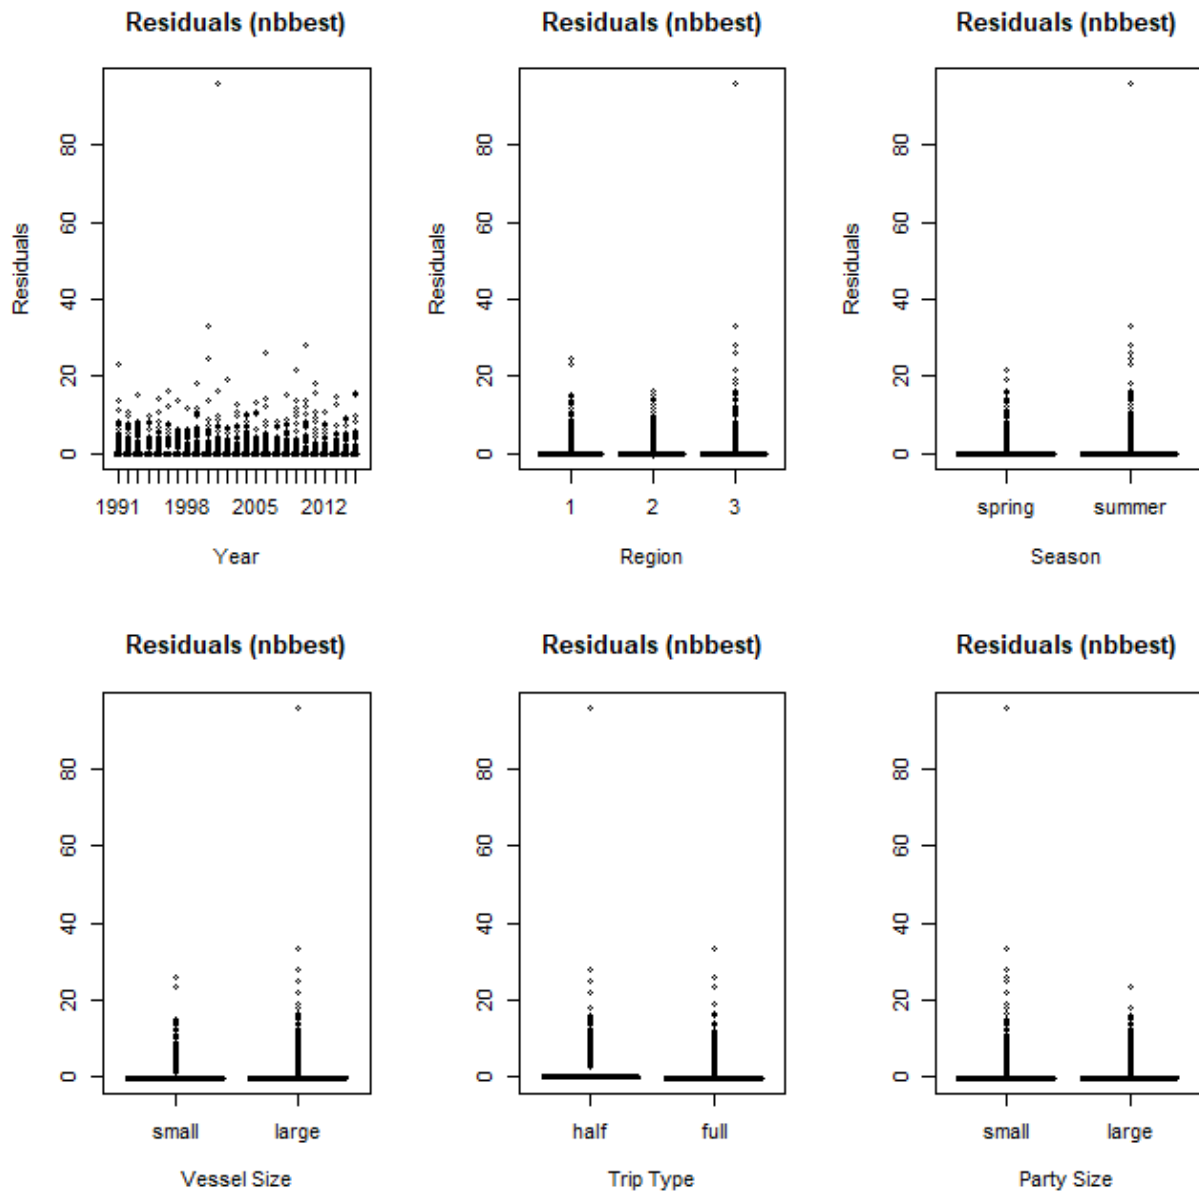 Residuals (nbbest)
Residuals (nbbest)
Residuals (nbbest)
Residuals
80
60
40
20
0
1991 1998 2005 2012
Year
Residuals
80
60
40
20
0
1 2 3
Region
Residuals
80
60
40
20
0
spring summer
Season
Residuals (nbbest)
Residuals (nbbest)
Residuals (nbbest)
80
60
40
20
0
small large
Vessel Size
80
60
40
20
0
half full
Trip Type
80
60
40
20
0
small large
Party Size